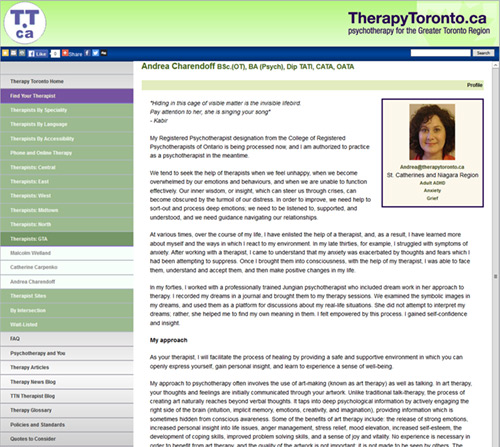 TT
.ca
TherapyToronto.ca
psychotherapy for the Greater Toronto Region
Like
0
Share
Search
Therapy Toronto Home
Find Your Therapist
Therapists By Speciality
Therapists By Language
Therapists By Accessibility
Phone and Online Therapy
Therapists: Central
Therapists: East
Therapists: West
Therapists: Midtown
Therapists: North
Therapists: GTA
Malcolm Welland
Catherine Carpenko
Andrea Charendoff
Therapist Sites
By Intersection
Wait-Listed
FAQ
Psychotherapy and You
Therapy Articles
Therapy News Blog
TTN Therapist Blog
Therapy Glossary
Policies and Standards
Quotes to Consider
Andrea Charendoff BSc.(OT), BA (Psych), Dip TATI, CATA, OATA
Profile
"Hiding in this cage of visible matter is the invisible lifebird.
Pay attention to her, she is singing your song"
- Kabir
My Registered Psychotherapist designation from the College of Registered
Psychotherapists of Ontario is being processed now, and I am authorized to practice
as a psychotherapist in the meantime.
We tend to seek the help of therapists when we feel unhappy, when we become
overwhelmed by our emotions and behaviours, and when we are unable to function
effectively. Our inner wisdom, or insight, which can steer us through crises, can
become obscured by the turmoil of our distress. In order to improve, we need help to
sort-out and process deep emotions; we need to be listened to, supported, and
understood, and we need guidance navigating our relationships.
Andrea@therapytoronto.ca
St. Catherines and Niagara Region
Adult ADHD
Anxiety
Grief
At various times, over the course of my life, I have enlisted the help of a therapist, and, as a result, I have learned more
about myself and the ways in which I react to my environment. In my late thirties, for example, I struggled with symptoms of
anxiety. After working with a therapist, I came to understand that my anxiety was exacerbated by thoughts and fears which I
had been attempting to suppress. Once I brought them into consciousness, with the help of my therapist, I was able to face
them, understand and accept them, and then make positive changes in my life.
In my forties, I worked with a professionally trained Jungian psychotherapist who included dream work in her approach to
therapy. I recorded my dreams in a journal and brought them to my therapy sessions. We examined the symbolic images in
my dreams, and used them as a platform for discussions about my real-life situations. She did not attempt to interpret my
dreams; rather, she helped me to find my own meaning in them. I felt empowered by this process. I gained self-confidence
and insight.
My approach
As your therapist, I will facilitate the process of healing by providing a safe and supportive environment in which you can
openly express yourself, gain personal insight, and learn to experience a sense of well-being.
My approach to psychotherapy often involves the use of art-making (known as art therapy) as well as talking. In art therapy,
your thoughts and feelings are initially communicated through your artwork. Unlike traditional talk-therapy, the process of
creating art naturally reaches beyond verbal thoughts. It taps deep into psychological information by actively engaging the
right side of the brain (intuition, implicit memory, emotions, creativity, and imagination), providing information which is
sometimes hidden from conscious awareness. Some of the benefits of art therapy include: the release of strong emotions,
increased personal insight into life issues, anger management, stress relief, mood elevation, increased self-esteem, the
development of coping skills, improved problem solving skills, and a sense of joy and vitality. No experience is necessary in
order to benefit from art therapy, and the quality of the artwork is not important; it is not made to be seen by others. The